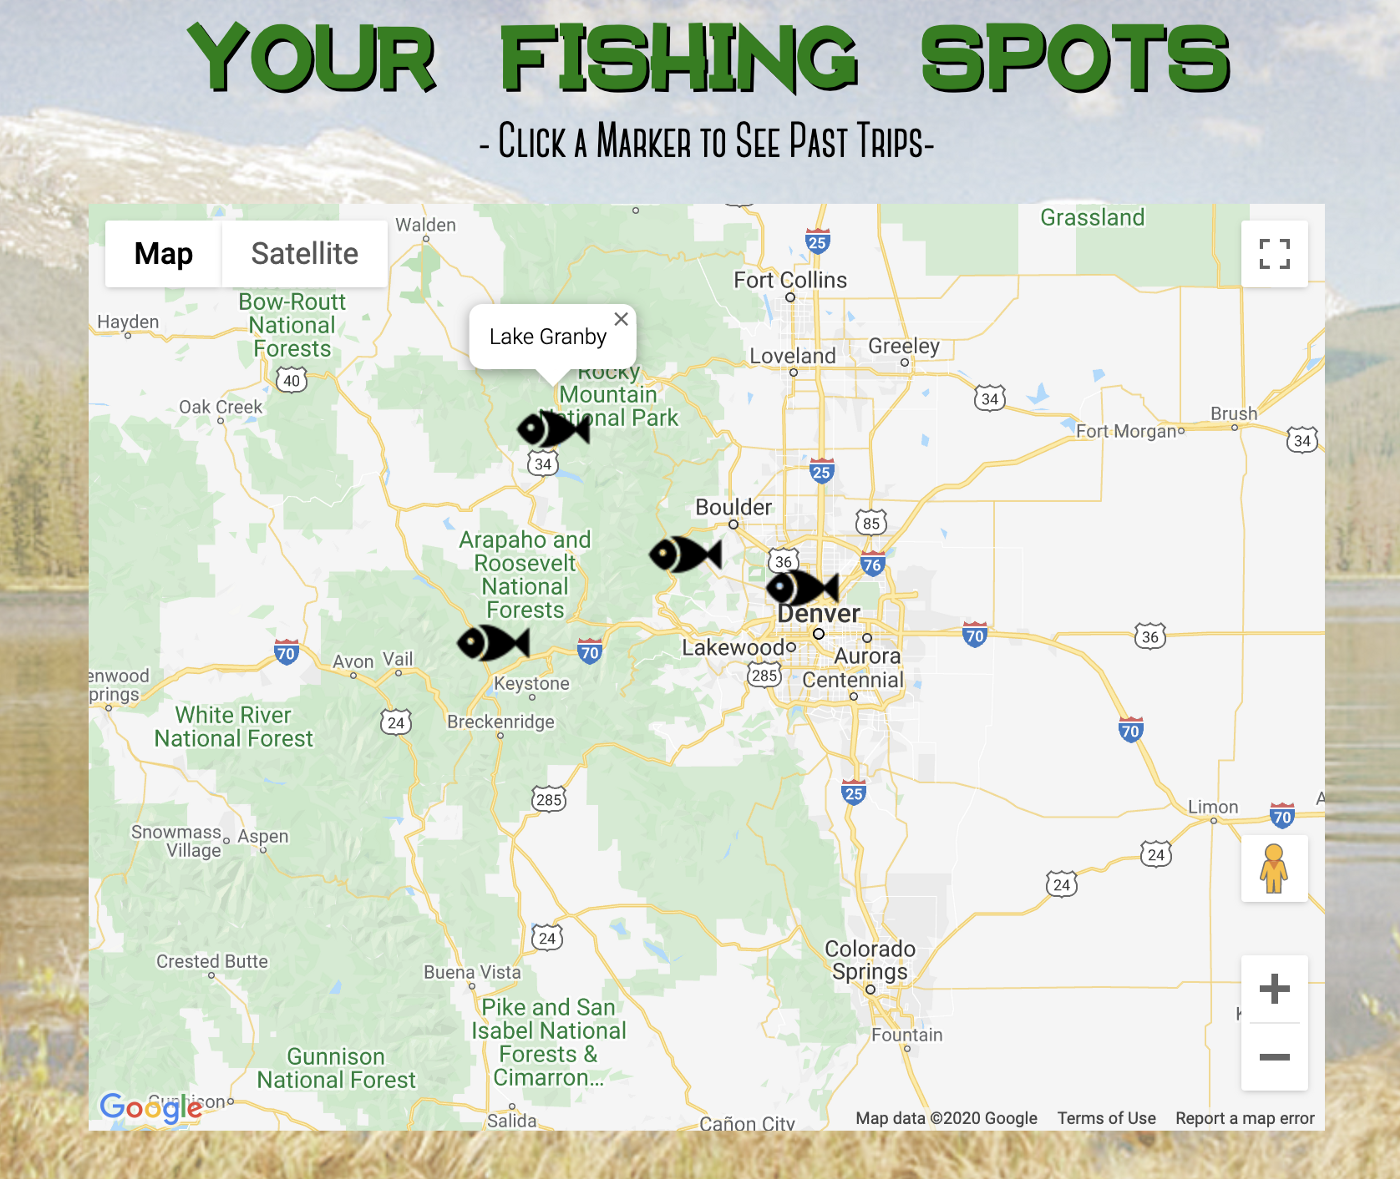 YOUR FISHING SPOTS
- Click a Marker to See Past Trips-
Map
Satellite
Walden
Grassland
25
Fort Collins
Bow-Routt
National
Forests
Hayden
Lake Granby
Loveland
Greeley
40
Rocky
Mountain
National Park
34
Oak Creek
Brush
Fort Morgan
34
34
25
Boulder
85
Arapaho and
Roosevelt
National
Forests
36
76
Denver
70
70
70
36
Lakewood
Aurora
Avon
Vail
enwood
prings
285
Centennial
Keystone
White River
National Forest
24
Breckenridge
70
285
25
Limon
A
70
Snowmass
Village
Aspen
24
24
24
Colorado
Springs
Crested Butte
Buena Vista
Pike and San
Isabel National
Forests &
Cimarron...
Fountain
K
Gunnison
National Forest
Gunnison
Google
Salida
Cañon City
Map data ©2020 Google
Terms of Use
Report a map error